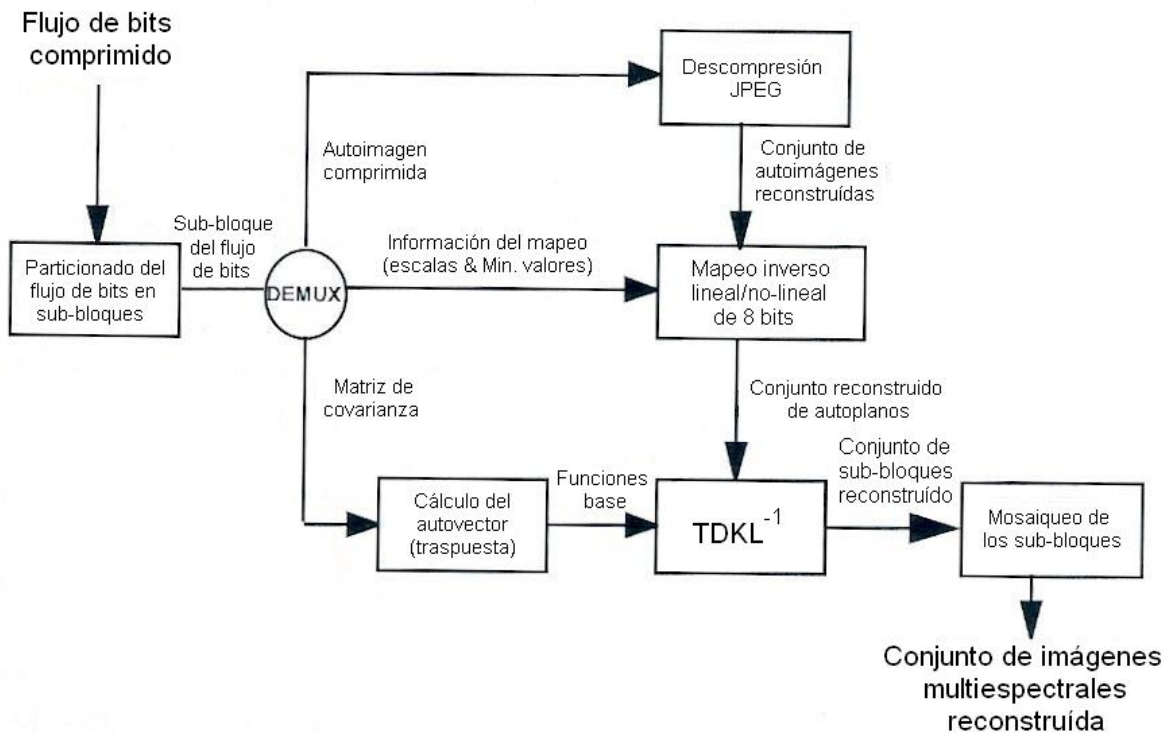 Flujo de bits
comprimido
Descompresión
JPEG
Autoimagen
comprimida
Conjunto de
autoimágenes
reconstruídas
Sub-bloque
del flujo
de bits
Información del mapeo
(escalas & Min. valores)
Particionado del
flujo de bits en
sub-bloques
DEMUX
Mapeo inverso
lineal/no-lineal
de 8 bits
Matriz de
covarianza
Conjunto reconstruido
de autoplanos
Conjunto de
sub-bloques
reconstruído
Cálculo del
autovector
(traspuesta)
Funciones
base
TDKL⁻¹
Mosaiqueo de
los sub-bloques
Conjunto de imágenes
multiespectrales
reconstruída